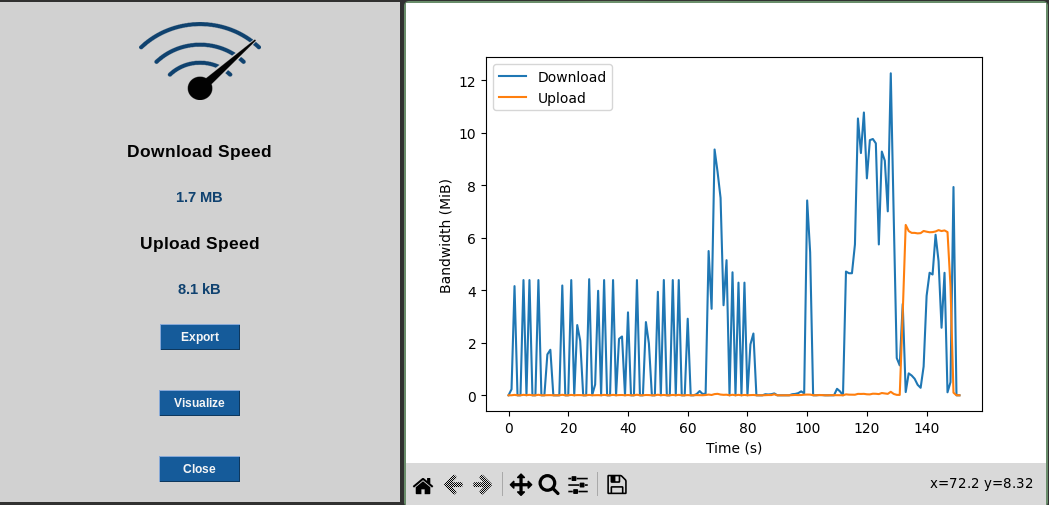 Download Speed
1.7 MB
Upload Speed
8.1 kB
Export
Visualize
Close
Download
Upload
12
10
8
6
4
2
0
Bandwidth (MiB)
0 20 40 60 80 100 120 140
Time (s)
x=72.2 y=8.32